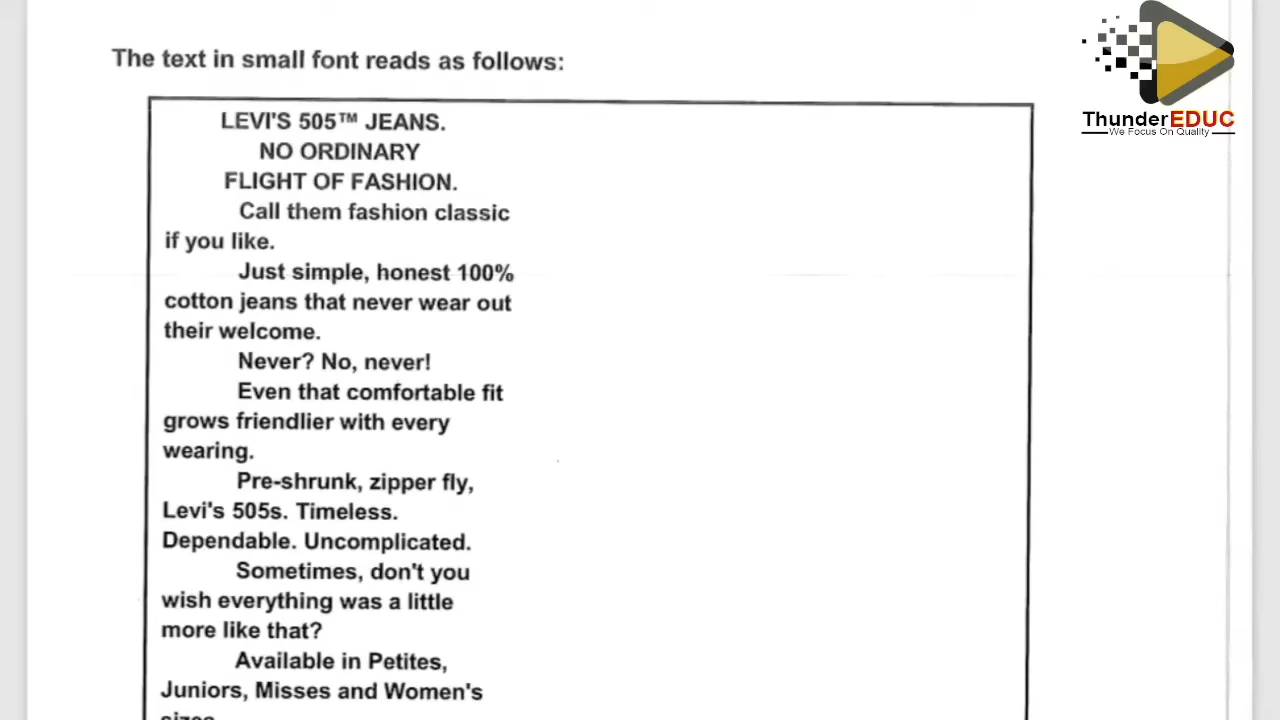 The text in small font reads as follows:
ThunderEDUC
We Focus On Quality
LEVI'S 505™ JEANS.
NO ORDINARY
FLIGHT OF FASHION.
Call them fashion classic
if you like.
Just simple, honest 100%
cotton jeans that never wear out
their welcome.
Never? No, never!
Even that comfortable fit
grows friendlier with every
wearing.
Pre-shrunk, zipper fly,
Levi's 505s. Timeless.
Dependable. Uncomplicated.
Sometimes, don't you
wish everything was a little
more like that?
Available in Petites,
Juniors, Misses and Women's